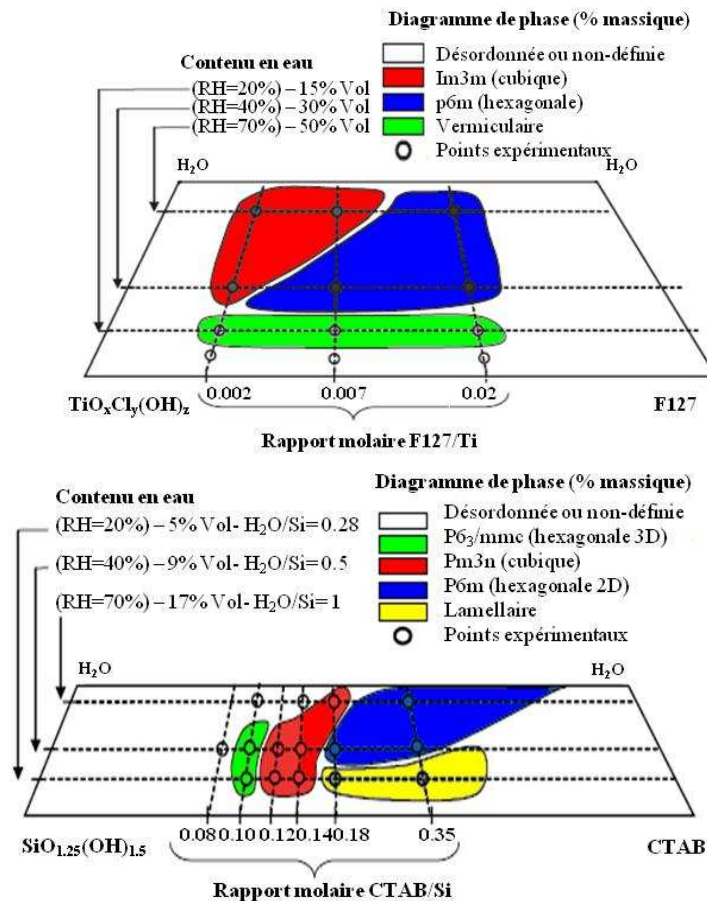 Diagramme de phase (% massique)
Contenu en eau
(RH=20%) – 15% Vol
(RH=40%) – 30% Vol
(RH=70%) – 50% Vol
Désordonnée ou non-définie
Im3m (cubique)
p6m (hexagonale)
Vermiculaire
Points expérimentaux
H₂O
H₂O
0.002
0.007
0.02
TiOₓClᵧ(OH)z
F127
Rapport molaire F127/Ti
Diagramme de phase (% massique)
Contenu en eau
(RH=20%) – 5% Vol- H₂O/Si= 0.28
(RH=40%) – 9% Vol- H₂O/Si= 0.5
(RH=70%) – 17% Vol- H₂O/Si= 1
Désordonnée ou non-définie
P6₃/mmc (hexagonale 3D)
Pm3n (cubique)
P6m (hexagonale 2D)
Lamellaire
Points expérimentaux
H₂O
H₂O
0.08
0.10
0.12
0.14
0.18
0.35
SiO₁.₂₅(OH)₁.₅
CTAB
Rapport molaire CTAB/Si